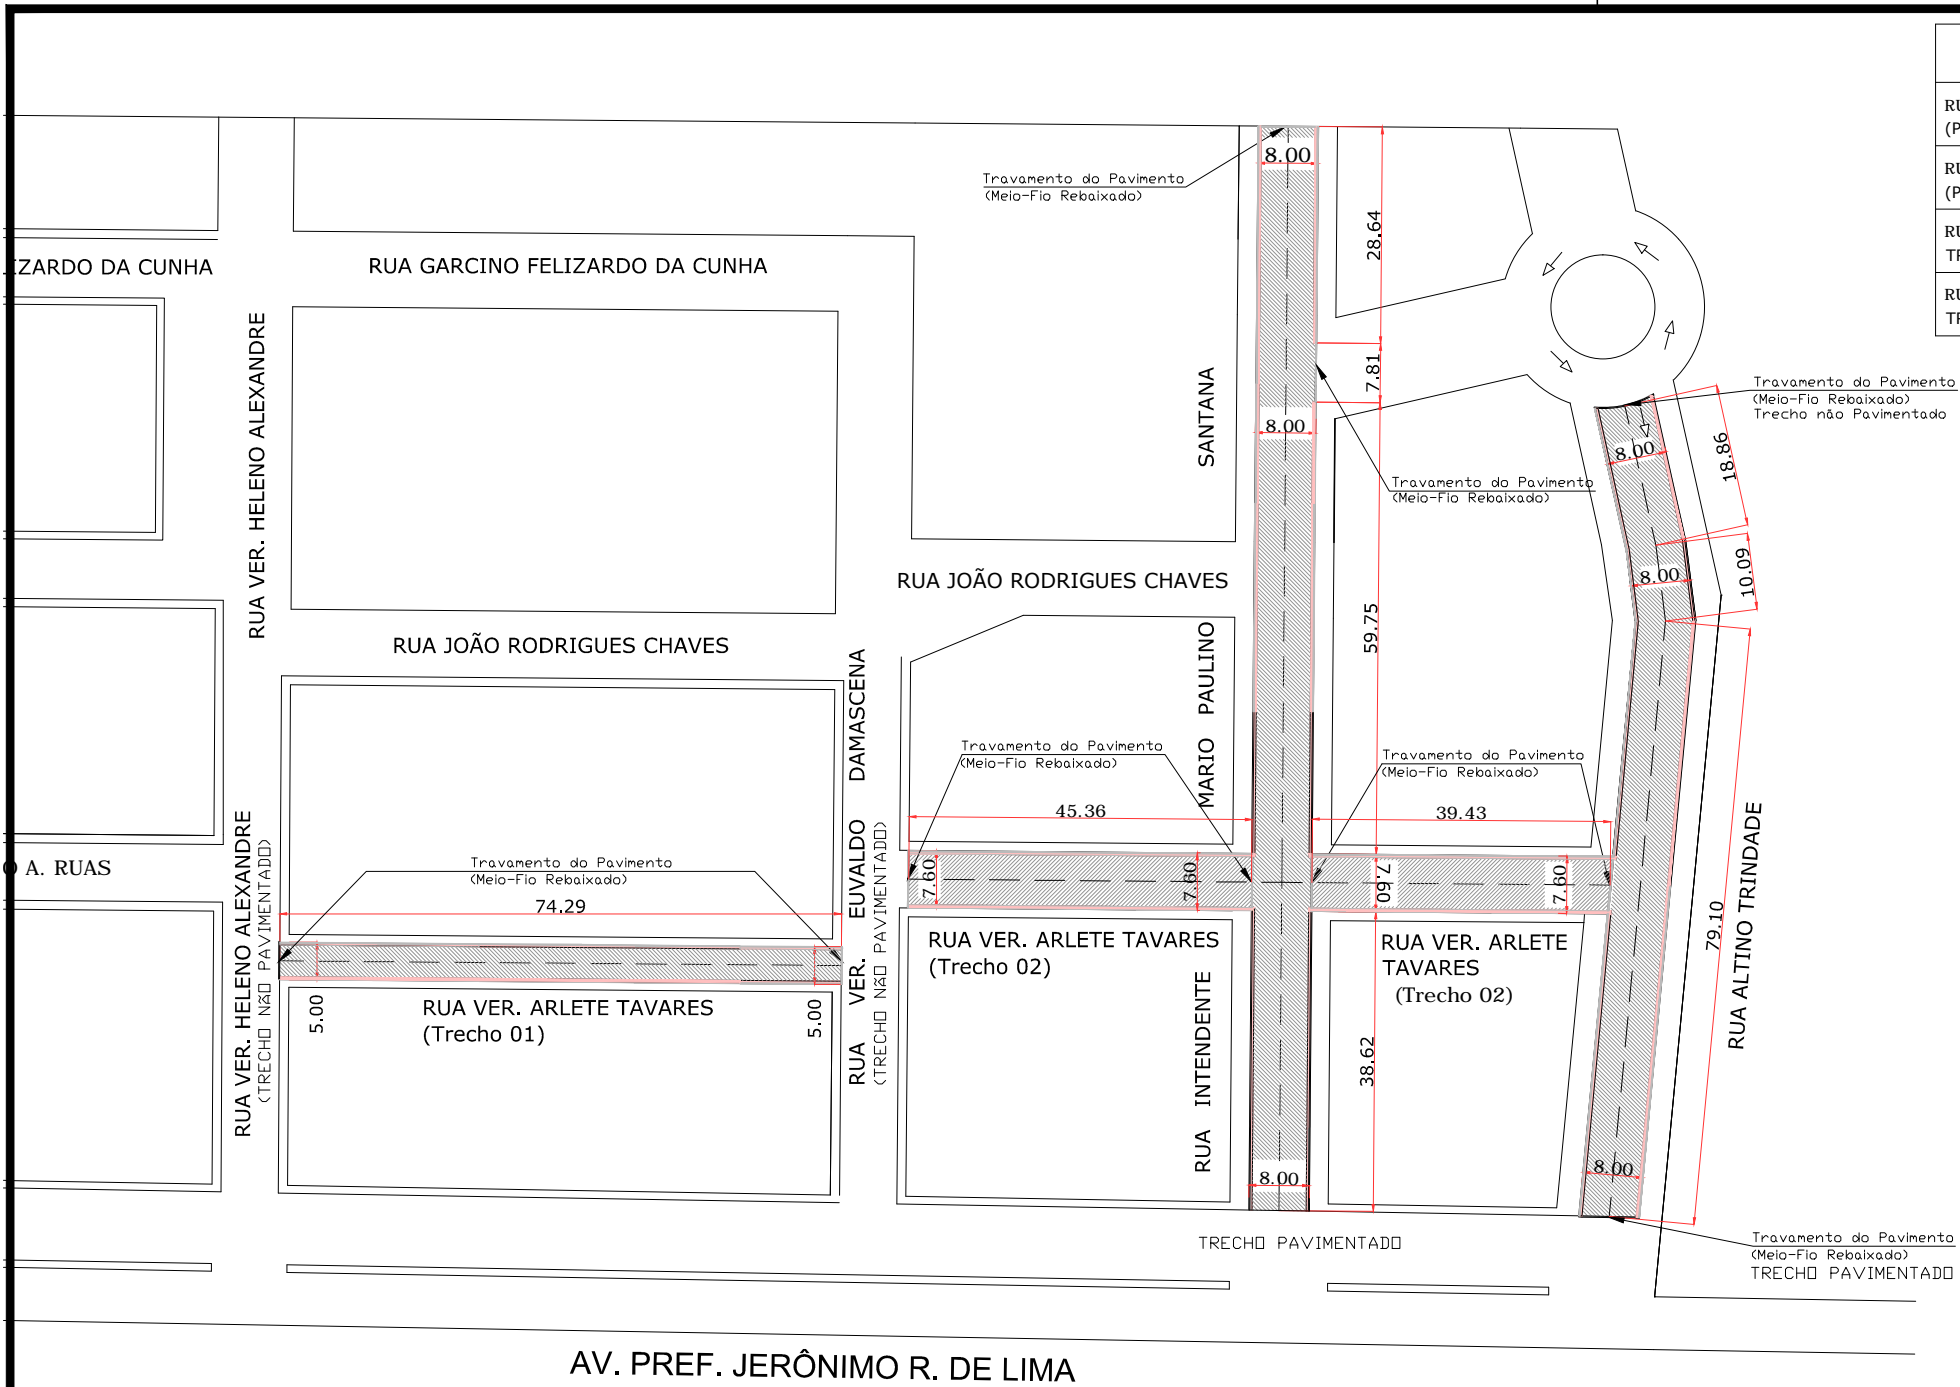 Travamento do Pavimento
(Meio-Fio Rebaixado)
8.00
28.64
IZARDO DA CUNHA
RUA GARCINO FELIZARDO DA CUNHA
RUA VER. HELENO ALEXANDRE
SANTANA
7.81
8.00
Travamento do Pavimento
(Meio-Fio Rebaixado)
Travamento do Pavimento
(Meio-Fio Rebaixado)
Trecho não Pavimentado
8.00
18.86
8.00
10.09
RUA JOÃO RODRIGUES CHAVES
RUA JOÃO RODRIGUES CHAVES
59.75
MARIO PAULINO
Travamento do Pavimento
(Meio-Fio Rebaixado)
Travamento do Pavimento
(Meio-Fio Rebaixado)
45.36
39.43
A. RUAS
RUA VER. HELENO ALEXANDRE
(TRECHO NÃO PAVIMENTADO)
Travamento do Pavimento
(Meio-Fio Rebaixado)
74.29
RUA VER. EUVALDO DAMASCENA
(TRECHO NÃO PAVIMENTADO)
7.60
7.60
7.60
7.60
RUA VER. ARLETE TAVARES
(Trecho 02)
RUA VER. ARLETE
TAVARES
(Trecho 02)
79.10
RUA ALTINO TRINDADE
5.00
RUA VER. ARLETE TAVARES
(Trecho 01)
5.00
RUA INTENDENTE
38.62
8.00
8.00
TRECHO PAVIMENTADO
Travamento do Pavimento
(Meio-Fio Rebaixado)
TRECHO PAVIMENTADO
AV. PREF. JERÔNIMO R. DE LIMA